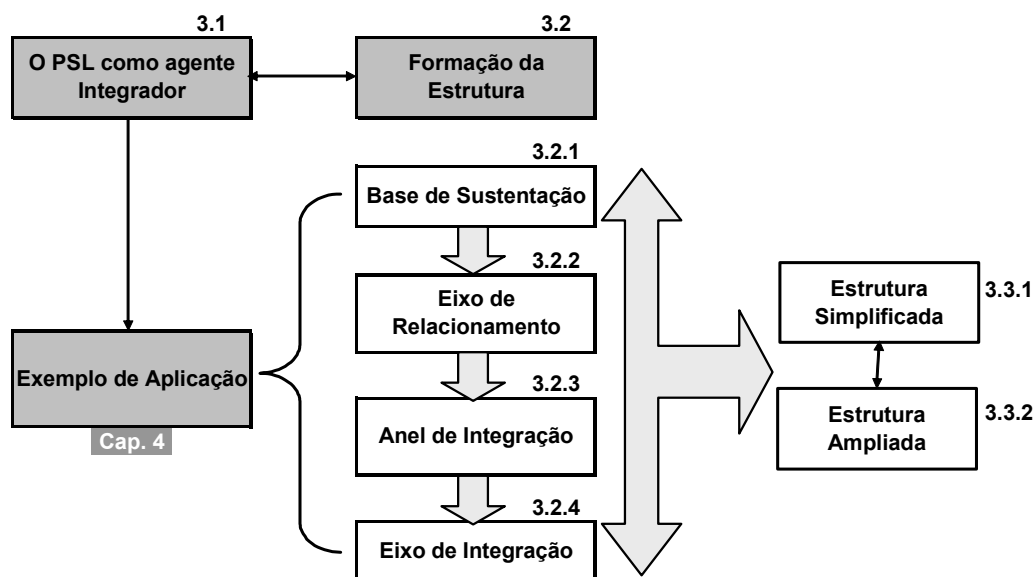 3.1
O PSL como agente
Integrador
3.2
Formação da
Estrutura
3.2.1
Base de Sustentação
3.2.2
Eixo de
Relacionamento
3.2.3
Anel de Integração
3.2.4
Eixo de Integração
Exemplo de Aplicação
Cap. 4
Estrutura
Simplificada
3.3.1
Estrutura
Ampliada
3.3.2